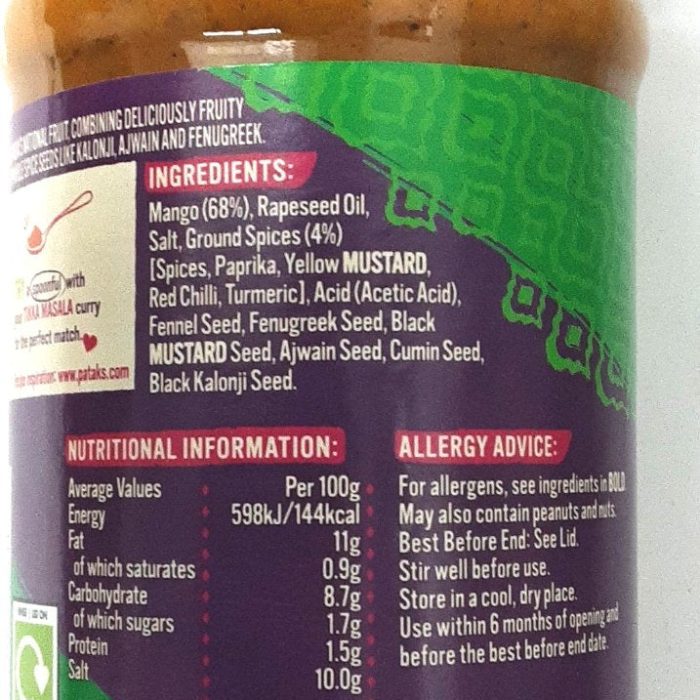 NATIONAL FRUIT, COMBINING DELICIOUSLY FRUITY
SPICE SEEDS LIKE KALONJI, AJWAIN AND FENUGREEK.
INGREDIENTS:
Mango (68%), Rapeseed Oil,
Salt, Ground Spices (4%)
[Spices, Paprika, Yellow MUSTARD,
Red Chilli, Turmeric], Acid (Acetic Acid),
Fennel Seed, Fenugreek Seed, Black
MUSTARD Seed, Ajwain Seed, Cumin Seed,
Black Kalonji Seed.
spoonful with
MASALA curry
the perfect match.
www.pataks.com
NUTRITIONAL INFORMATION:
Average Values Per 100g
Energy 598kJ/144kcal
Fat 11g
of which saturates 0.9g
Carbohydrate 8.7g
of which sugars 1.7g
Protein 1.5g
Salt 10.0g
ALLERGY ADVICE:
For allergens, see ingredients in BOLD
May also contain peanuts and nuts.
Best Before End: See Lid.
Stir well before use.
Store in a cool, dry place.
Use within 6 months of opening and
before the best before end date.